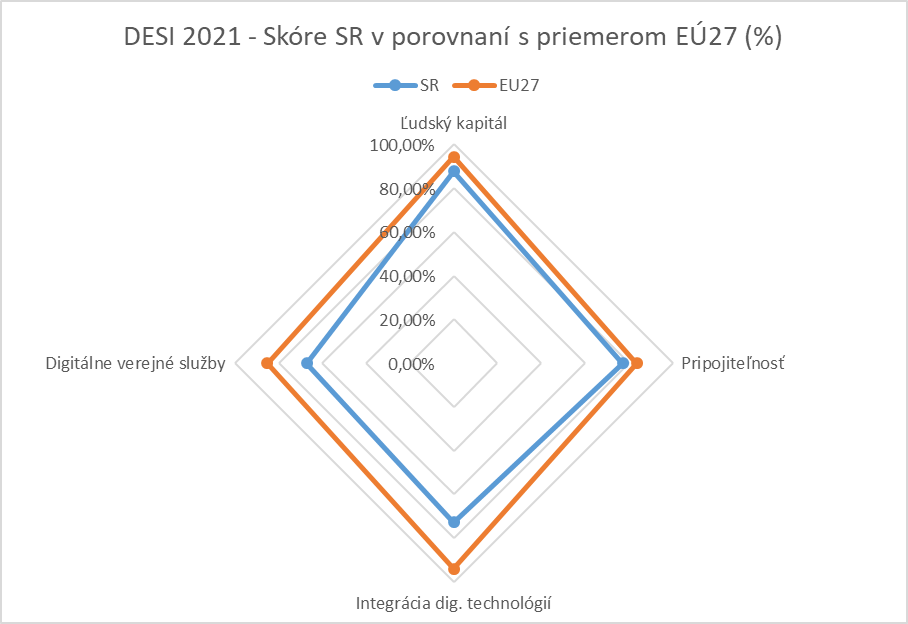 DESI 2021 - Skóre SR v porovnaní s priemerom EÚ27 (%)
SR EU27
Ľudský kapitál
100,00%
80,00%
60,00%
40,00%
20,00%
0,00%
Digitálne verejné služby
Pripojiteľnosť
Integrácia dig. technológií